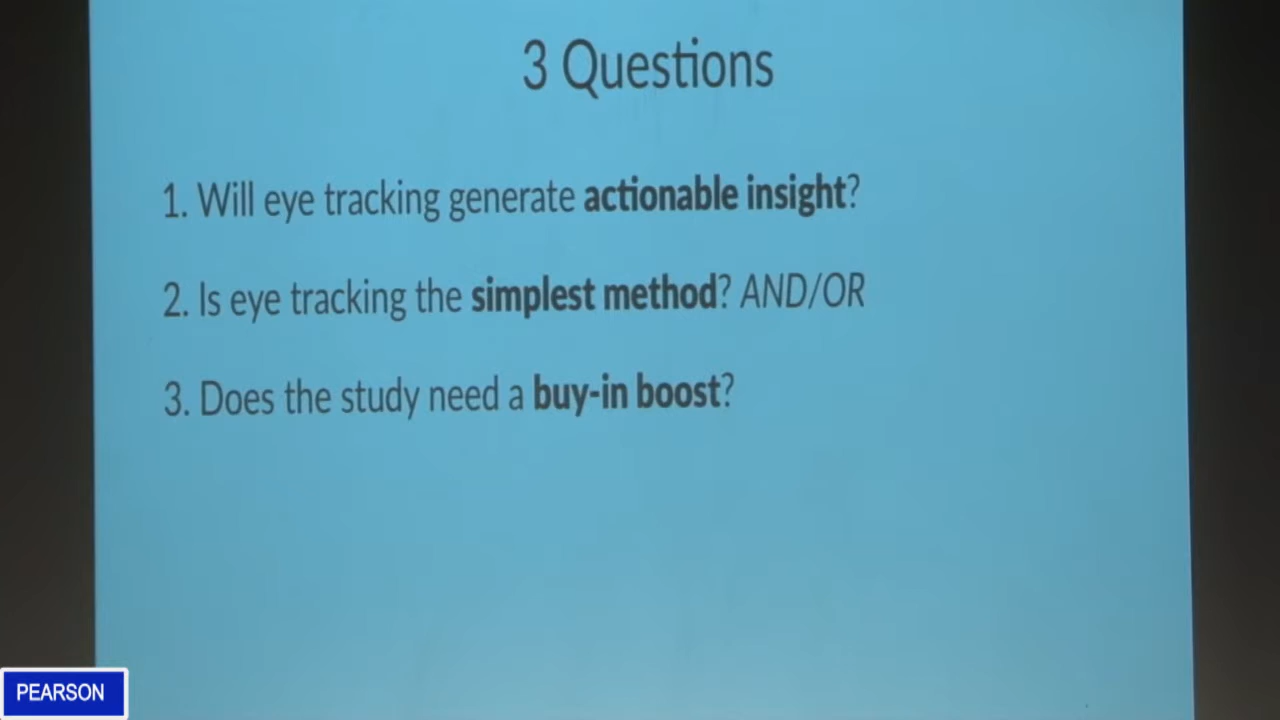 3 Questions
1. Will eye tracking generate actionable insight?
2. Is eye tracking the simplest method? AND/OR
3. Does the study need a buy-in boost?
PEARSON